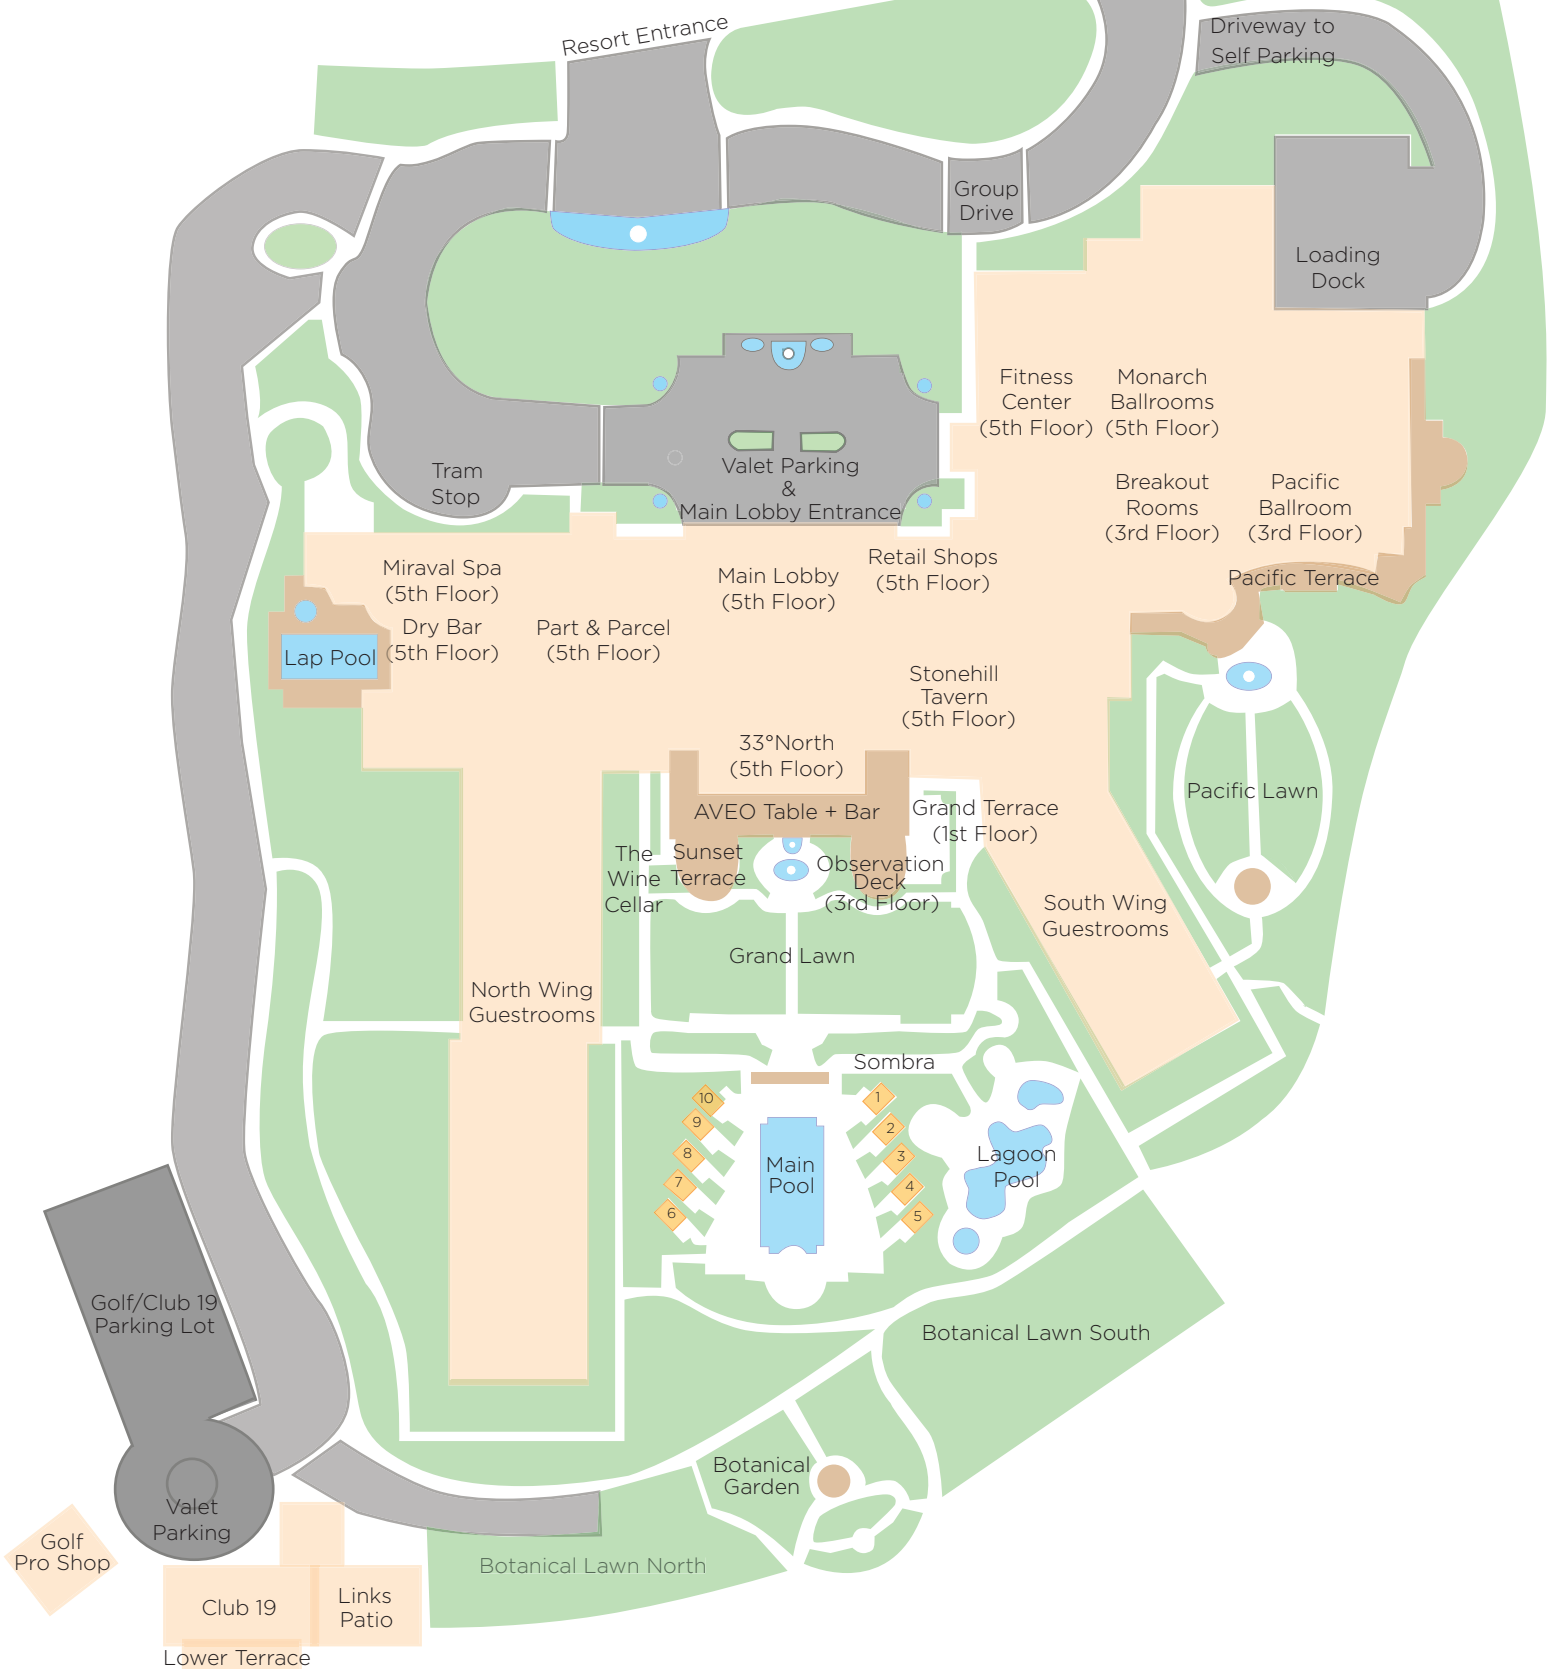 Resort Entrance
Driveway to
Self Parking
Group
Drive
Loading
Dock
Fitness
Center
(5th Floor)
Monarch
Ballrooms
(5th Floor)
Tram
Stop
Valet Parking
&
Main Lobby Entrance
Breakout
Rooms
(3rd Floor)
Pacific
Ballroom
(3rd Floor)
Miraval Spa
(5th Floor)
Main Lobby
(5th Floor)
Retail Shops
(5th Floor)
Pacific Terrace
Lap Pool
Dry Bar
(5th Floor)
Part & Parcel
(5th Floor)
Stonehill
Tavern
(5th Floor)
33°North
(5th Floor)
Pacific Lawn
AVEO Table + Bar
Grand Terrace
(1st Floor)
The
Wine
Cellar
Sunset
Terrace
Observation
Deck
(3rd Floor)
South Wing
Guestrooms
Grand Lawn
North Wing
Guestrooms
Sombra
10
9
8
7
6
1
2
3
4
5
Main
Pool
Lagoon
Pool
Golf/Club 19
Parking Lot
Botanical Lawn South
Botanical
Garden
Valet
Parking
Golf
Pro Shop
Botanical Lawn North
Club 19
Links
Patio
Lower Terrace